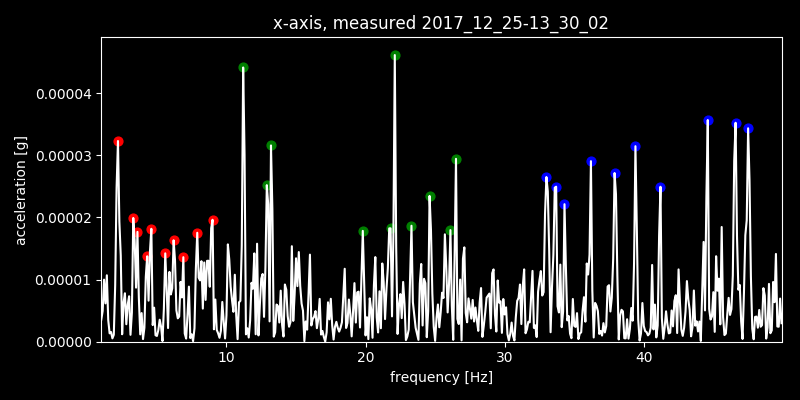 x-axis, measured 2017_12_25-13_30_02
acceleration [g]
0.00004
0.00003
0.00002
0.00001
0.00000
10 20 30 40
frequency [Hz]